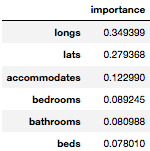 importance
longs 0.349399
lats 0.279368
accommodates 0.122990
bedrooms 0.089245
bathrooms 0.080988
beds 0.078010